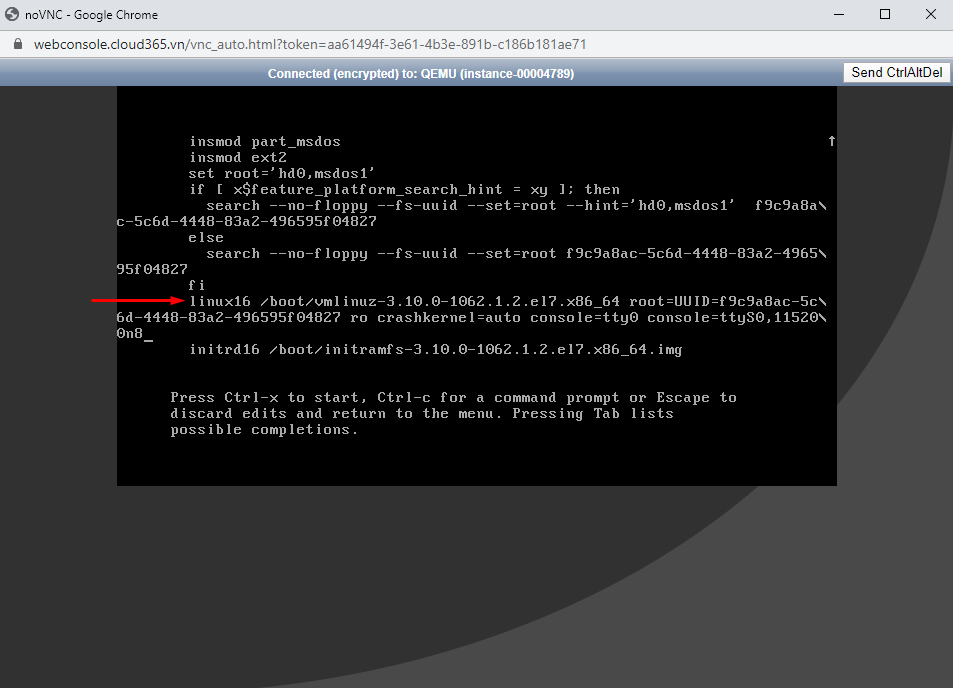 noVNC - Google Chrome
webconsole.cloud365.vn/vnc_auto.html?token=aa61494f-3e61-4b3e-891b-c186b181ae71
Connected (encrypted) to: QEMU (instance-00004789)
Send CtrlAltDel
insmod part_msdos
insmod ext2
set root='hd0,msdos1'
if [ x$feature_platform_search_hint = xy ]; then
search --no-floppy --fs-uuid --set=root --hint='hd0,msdos1'  f9c9a8a\
c-5c6d-4448-83a2-496595f04827
else
search --no-floppy --fs-uuid --set=root f9c9a8ac-5c6d-4448-83a2-4965\
95f04827
fi
linux16 /boot/vmlinuz-3.10.0-1062.1.2.el7.x86_64 root=UUID=f9c9a8ac-5c\
6d-4448-83a2-496595f04827 ro crashkernel=auto console=tty0 console=ttyS0,11520\
0n8_
initrd16 /boot/initramfs-3.10.0-1062.1.2.el7.x86_64.img
Press Ctrl-x to start, Ctrl-c for a command prompt or Escape to
discard edits and return to the menu. Pressing Tab lists
possible completions.